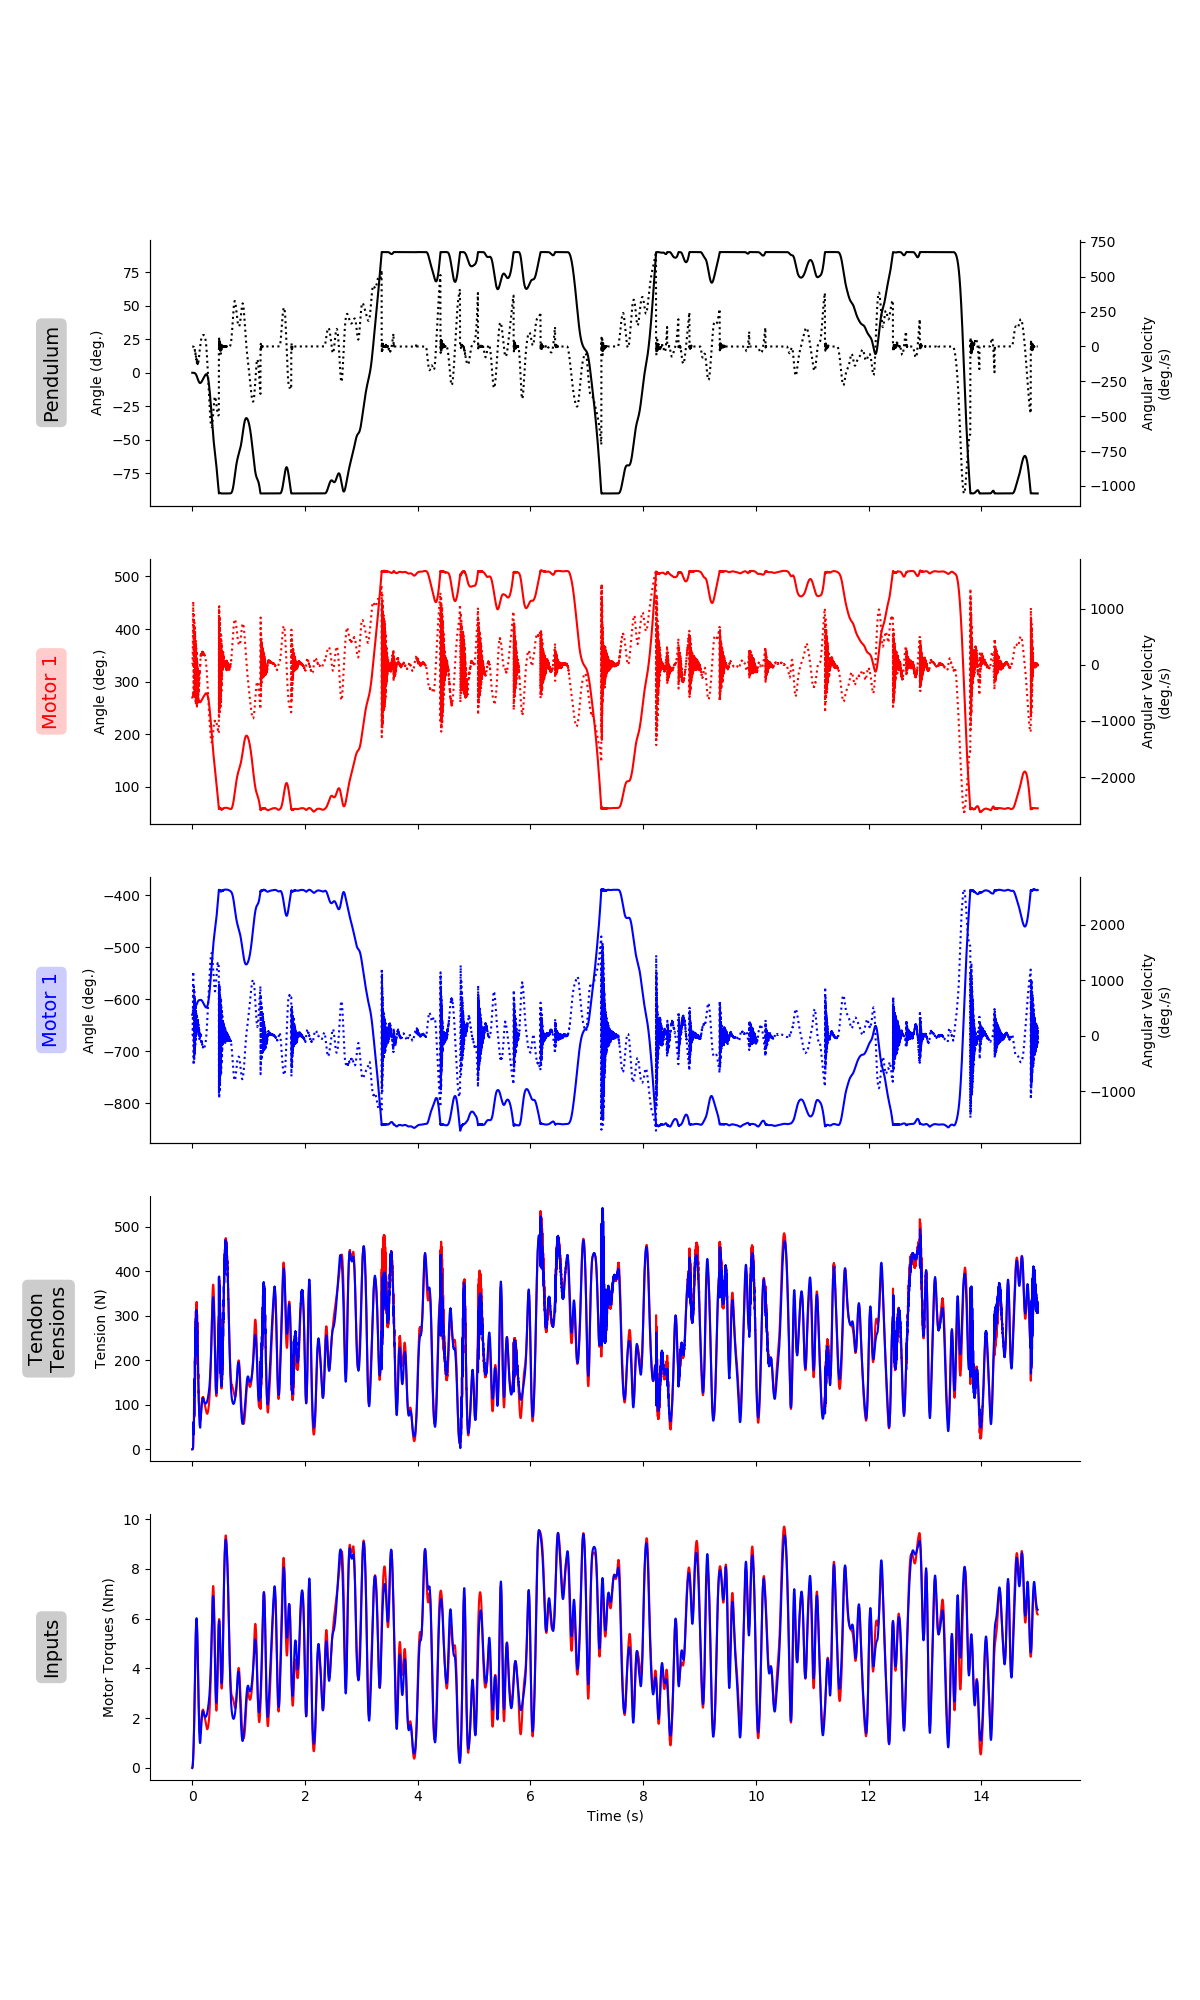 Pendulum
Angle (deg.)
75
50
25
0
−25
−50
−75
750
500
250
0
−250
−500
−750
−1000
Angular Velocity
(deg./s)
Motor 1
Angle (deg.)
500
400
300
200
100
1000
0
−1000
−2000
Angular Velocity
(deg./s)
Motor 1
Angle (deg.)
−400
−500
−600
−700
−800
2000
1000
0
−1000
Angular Velocity
(deg./s)
Tendon
Tensions
Tension (N)
500
400
300
200
100
0
Inputs
Motor Torques (Nm)
10
8
6
4
2
0
0 2 4 6 8 10 12 14
Time (s)